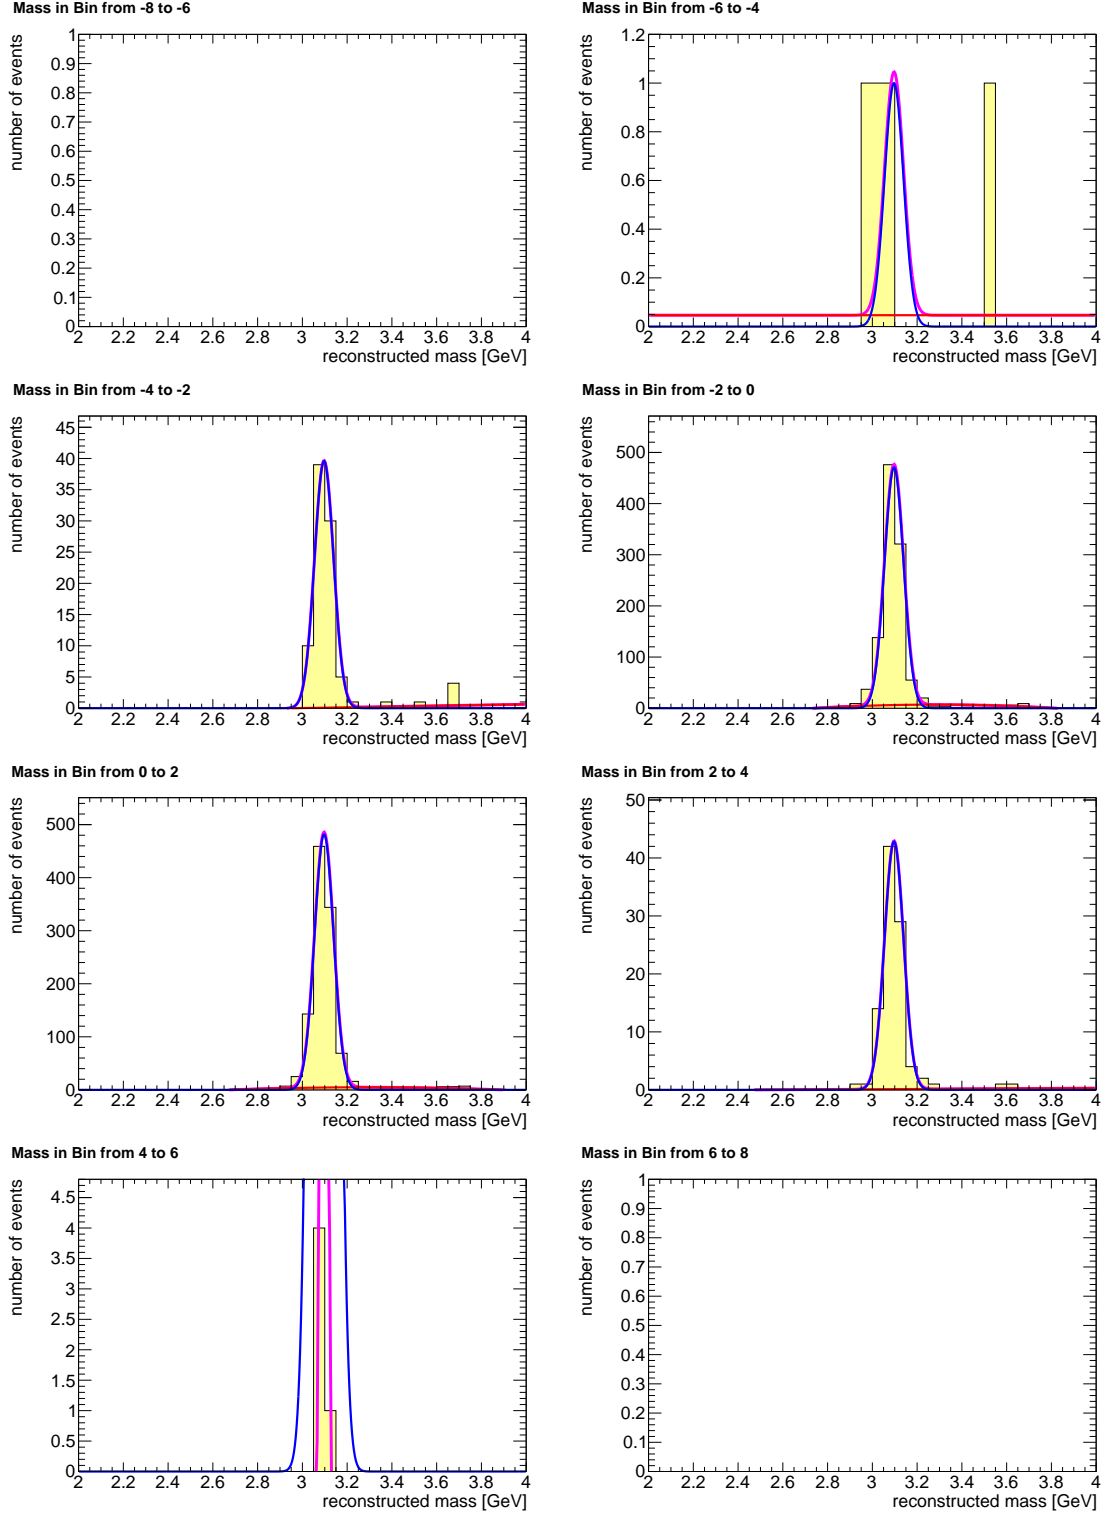 Mass in Bin from -8 to -6
number of events
1
0.9
0.8
0.7
0.6
0.5
0.4
0.3
0.2
0.1
0
2 2.2 2.4 2.6 2.8 3 3.2 3.4 3.6 3.8 4
reconstructed mass [GeV]
Mass in Bin from -6 to -4
number of events
1.2
1
0.8
0.6
0.4
0.2
0
2 2.2 2.4 2.6 2.8 3 3.2 3.4 3.6 3.8 4
reconstructed mass [GeV]
Mass in Bin from -4 to -2
number of events
45
40
35
30
25
20
15
10
5
0
2 2.2 2.4 2.6 2.8 3 3.2 3.4 3.6 3.8 4
reconstructed mass [GeV]
Mass in Bin from -2 to 0
number of events
500
400
300
200
100
0
2 2.2 2.4 2.6 2.8 3 3.2 3.4 3.6 3.8 4
reconstructed mass [GeV]
Mass in Bin from 0 to 2
number of events
500
400
300
200
100
0
2 2.2 2.4 2.6 2.8 3 3.2 3.4 3.6 3.8 4
reconstructed mass [GeV]
Mass in Bin from 2 to 4
number of events
50
40
30
20
10
0
2 2.2 2.4 2.6 2.8 3 3.2 3.4 3.6 3.8 4
reconstructed mass [GeV]
Mass in Bin from 4 to 6
number of events
4.5
4
3.5
3
2.5
2
1.5
1
0.5
0
2 2.2 2.4 2.6 2.8 3 3.2 3.4 3.6 3.8 4
reconstructed mass [GeV]
Mass in Bin from 6 to 8
number of events
1
0.9
0.8
0.7
0.6
0.5
0.4
0.3
0.2
0.1
0
2 2.2 2.4 2.6 2.8 3 3.2 3.4 3.6 3.8 4
reconstructed mass [GeV]